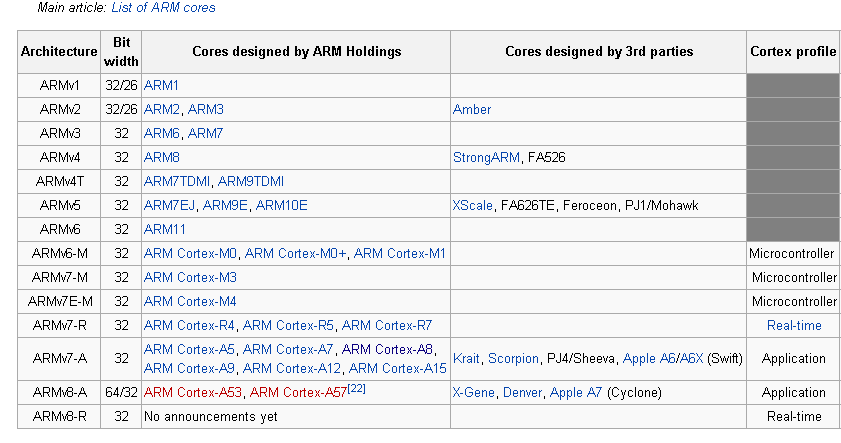 Main article: List of ARM cores
Architecture Bit width Cores designed by ARM Holdings Cores designed by 3rd parties Cortex profile
ARMv1 32/26 ARM1
ARMv2 32/26 ARM2, ARM3 Amber
ARMv3 32 ARM6, ARM7
ARMv4 32 ARM8 StrongARM, FA526
ARMv4T 32 ARM7TDMI, ARM9TDMI
ARMv5 32 ARM7EJ, ARM9E, ARM10E XScale, FA626TE, Feroceon, PJ1/Mohawk
ARMv6 32 ARM11
ARMv6-M 32 ARM Cortex-M0, ARM Cortex-M0+, ARM Cortex-M1 Microcontroller
ARMv7-M 32 ARM Cortex-M3 Microcontroller
ARMv7E-M 32 ARM Cortex-M4 Microcontroller
ARMv7-R 32 ARM Cortex-R4, ARM Cortex-R5, ARM Cortex-R7 Real-time
ARMv7-A 32 ARM Cortex-A5, ARM Cortex-A7, ARM Cortex-A8,
ARM Cortex-A9, ARM Cortex-A12, ARM Cortex-A15 Krait, Scorpion, PJ4/Sheeva, Apple A6/A6X (Swift) Application
ARMv8-A 64/32 ARM Cortex-A53, ARM Cortex-A57[22] X-Gene, Denver, Apple A7 (Cyclone) Application
ARMv8-R 32 No announcements yet Real-time